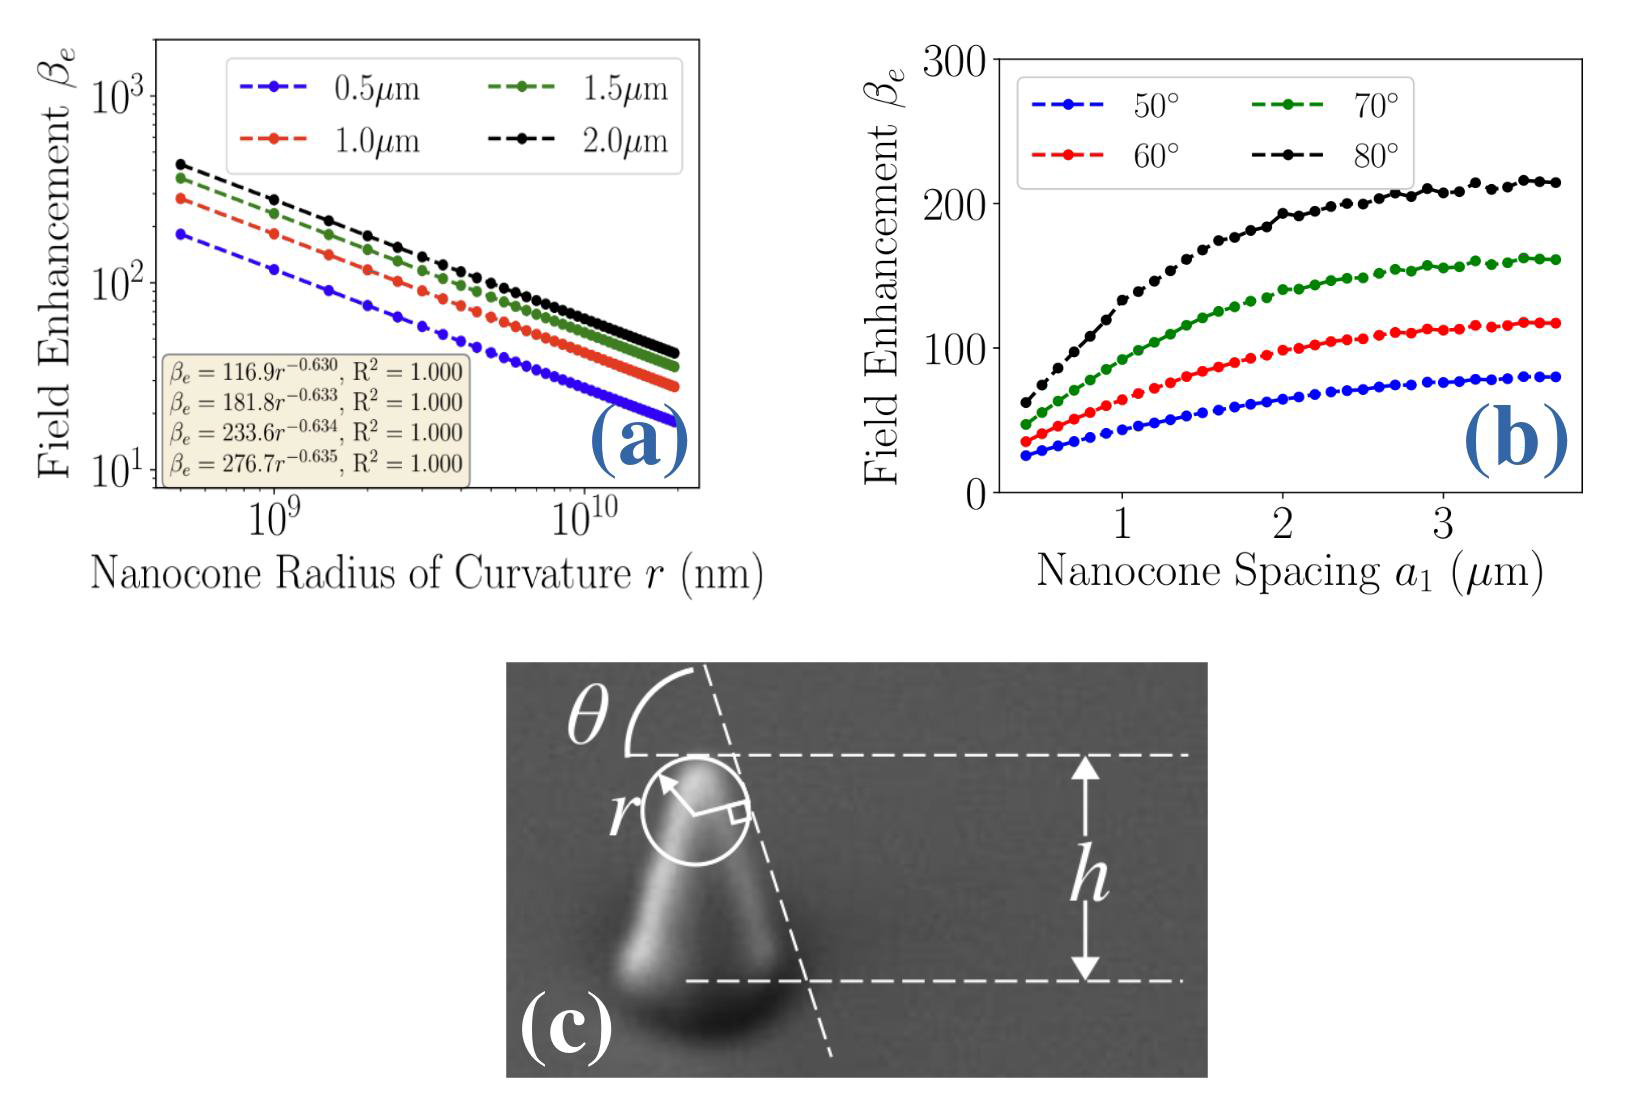 Field Enhancement βₑ
10³
10²
10¹
0.5μm
1.5μm
1.0μm
2.0μm
βₑ = 116.9r^−0.630, R² = 1.000
βₑ = 181.8r^−0.633, R² = 1.000
βₑ = 233.6r^−0.634, R² = 1.000
βₑ = 276.7r^−0.635, R² = 1.000
(a)
10⁹
10¹⁰
Nanocone Radius of Curvature r (nm)
Field Enhancement βₑ
300
200
100
0
50°
70°
60°
80°
(b)
1
2
3
Nanocone Spacing a₁ (μm)
θ
r
h
(c)